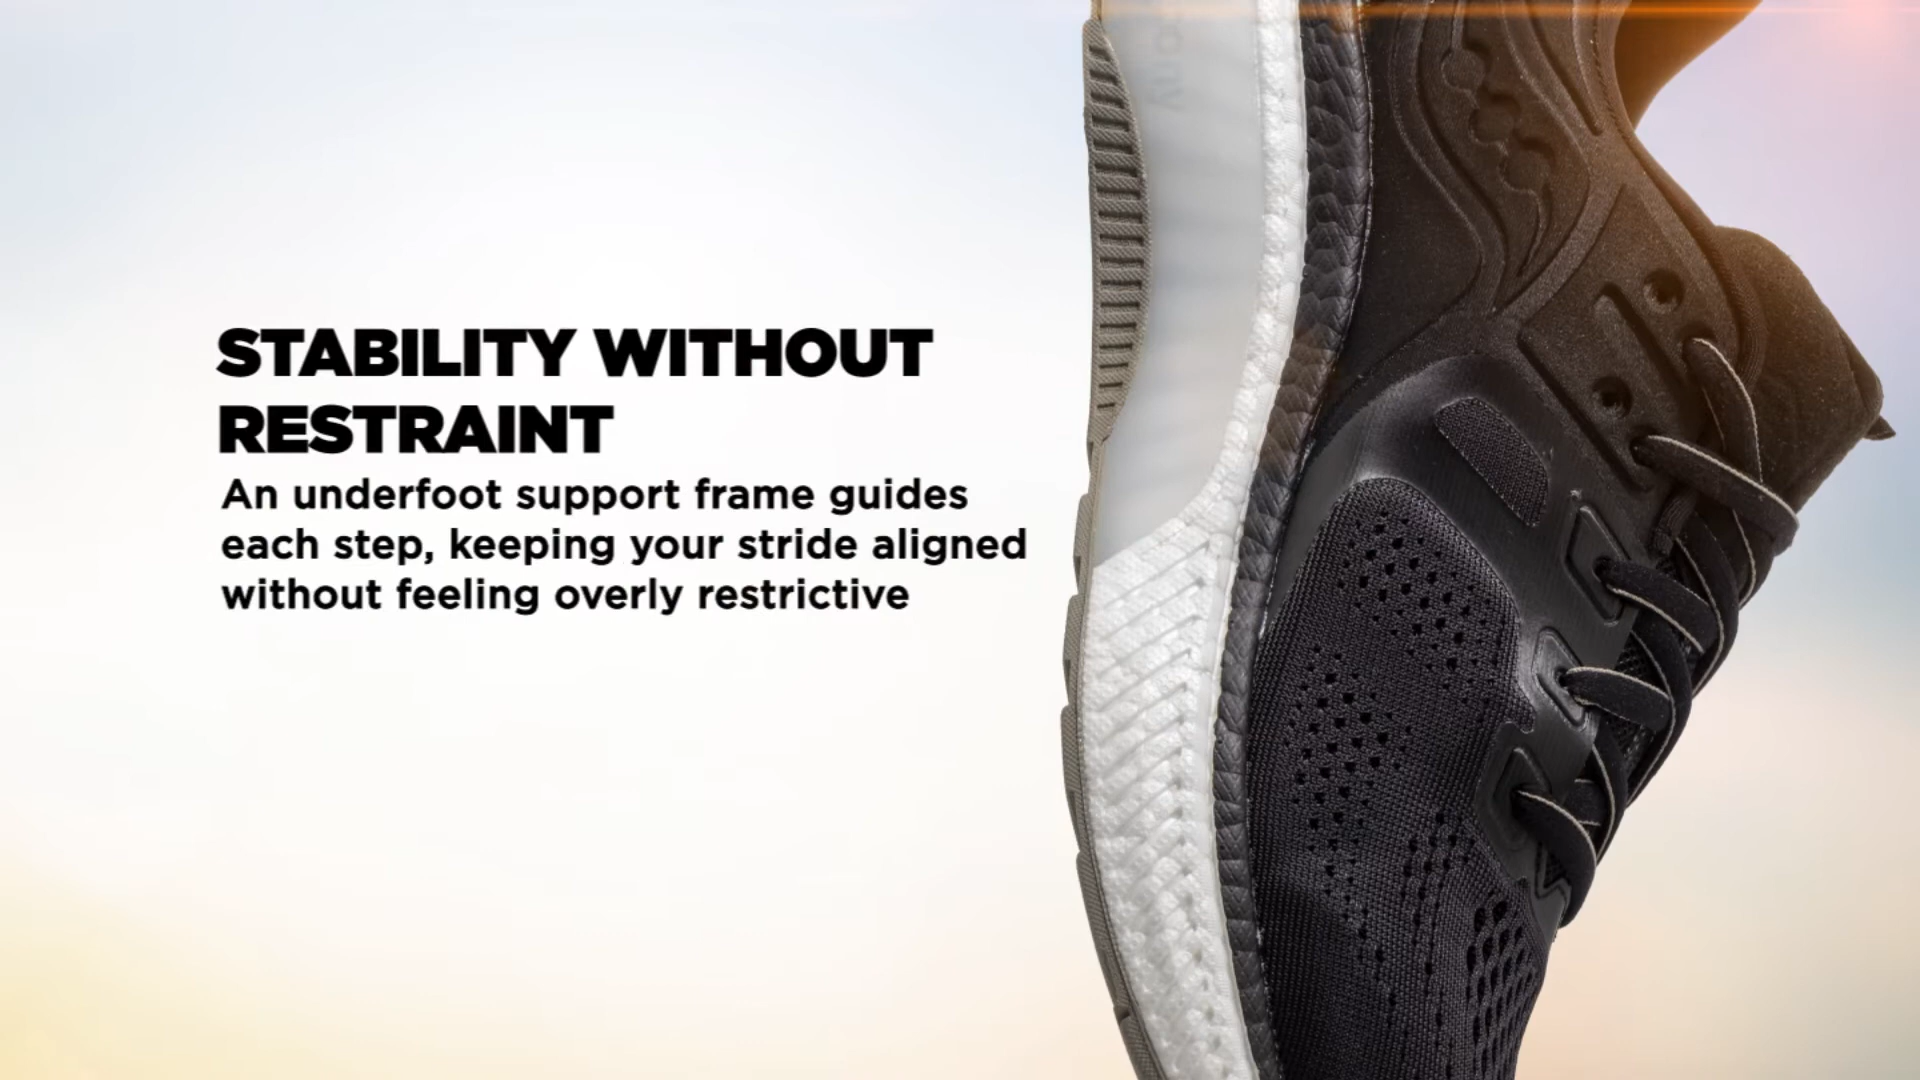 STABILITY WITHOUT
RESTRAINT
An underfoot support frame guides
each step, keeping your stride aligned
without feeling overly restrictive